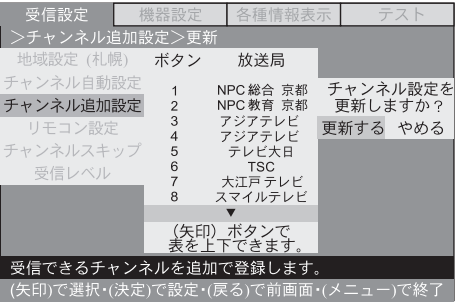 受信設定 機器設定 各種情報表示 テスト
＞チャンネル追加設定＞更新
地域設定 (札幌)
チャンネル自動設定
チャンネル追加設定
リモコン設定
チャンネルスキップ
受信レベル
ボタン 放送局
1 NPC総合 京都
2 NPC教育 京都
3 アジアテレビ
4 アジアテレビ
5 テレビ大日
6 TSC
7 大江戸テレビ
8 スマイルテレビ
▼
(矢印) ボタンで
表を上下できます。
チャンネル設定を
更新しますか？
更新する やめる
受信できるチャンネルを追加で登録します。
(矢印)で選択・(決定)で設定・(戻る)で前画面・(メニュー)で終了